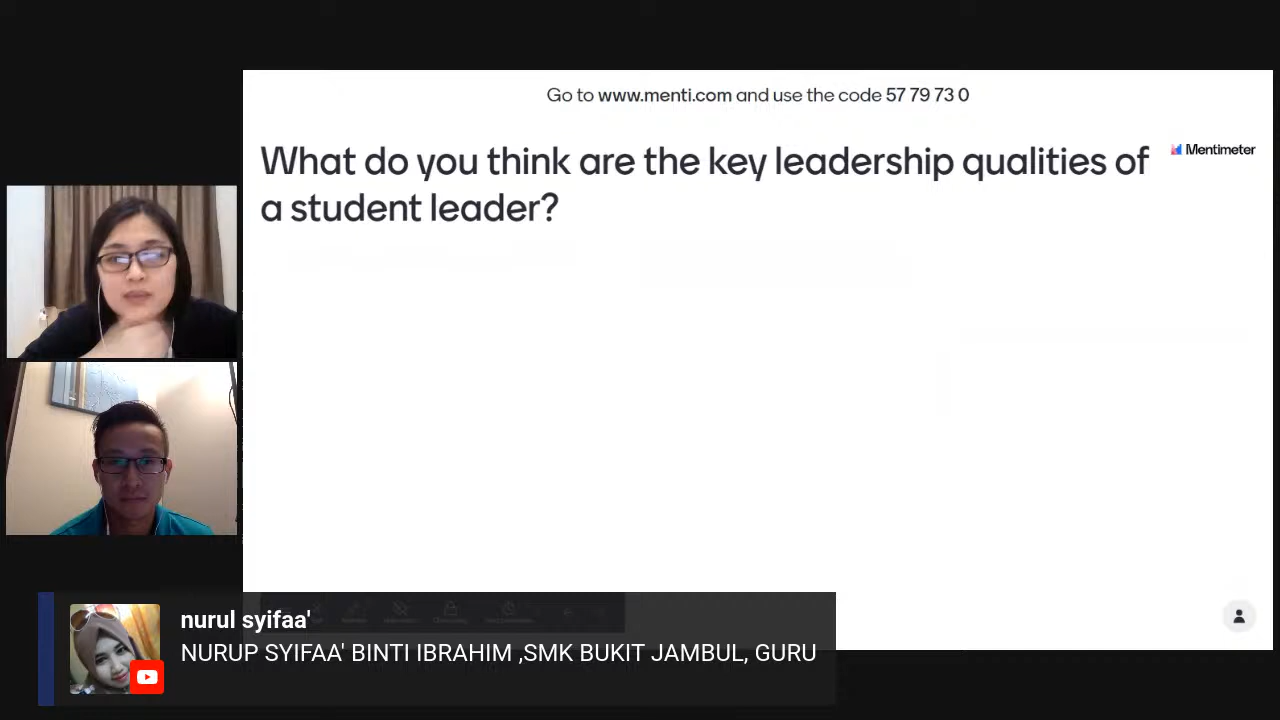 Go to www.menti.com and use the code 57 79 73 0
Mentimeter
What do you think are the key leadership qualities of
a student leader?
nurul syifaa'
NURUP SYIFAA' BINTI IBRAHIM ,SMK BUKIT JAMBUL, GURU